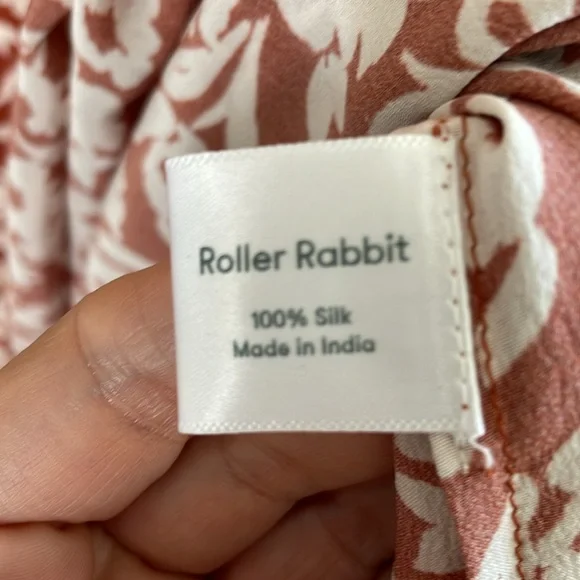 Roller Rabbit
100% Silk
Made in India